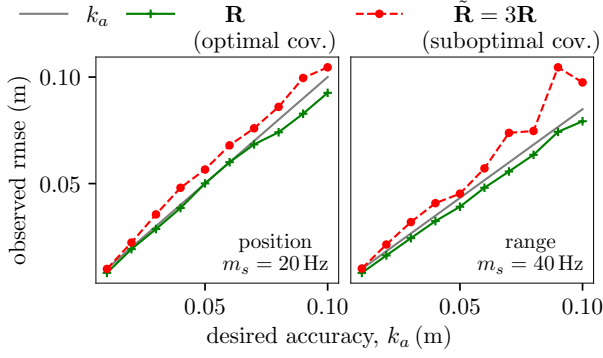 k_a R R̃ = 3R
(optimal cov.) (suboptimal cov.)
observed rmse (m)
0.10
0.05
position
m_s = 20 Hz
range
m_s = 40 Hz
0.05 0.10 0.05 0.10
desired accuracy, k_a (m)